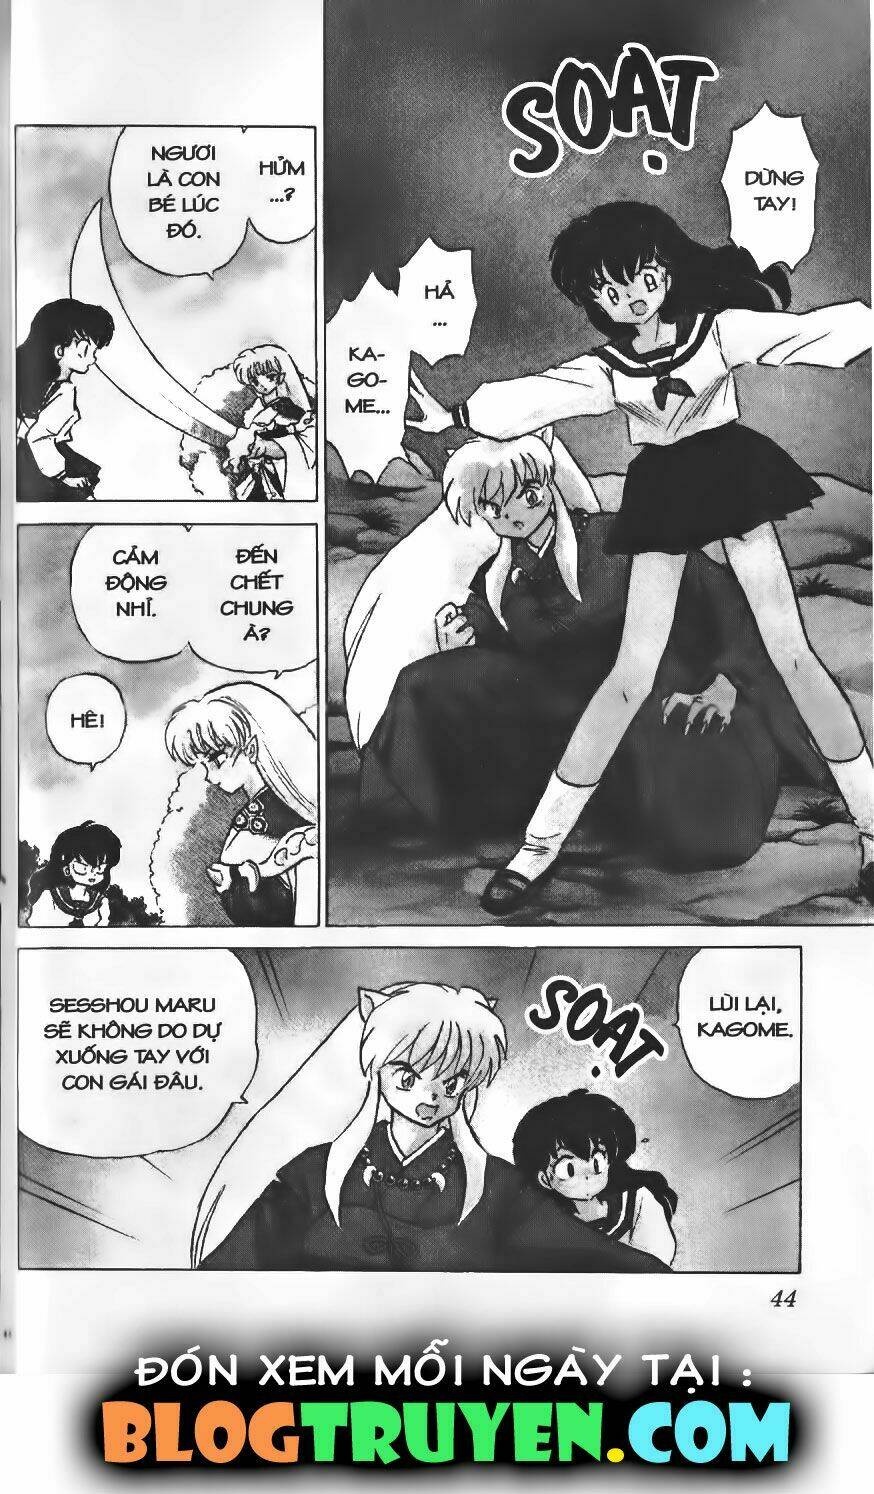 SOẠT
DỪNG
TAY!
HẢ
...
KA-
GO-
ME...
HỬM
...?
NGƯƠI
LÀ CON
BÉ LÚC
ĐÓ.
ĐẾN
CHẾT
CHUNG
À?
CẢM
ĐỘNG
NHỈ.
HÊ!
LÙI LẠI,
KAGOME.
SOẠT
SESSHOU MARU
SẼ KHÔNG DO DỰ
XUỐNG TAY VỚI
CON GÁI ĐÂU.
44
ĐÓN XEM MỖI NGÀY TẠI :
BLOGTRUYEN.COM